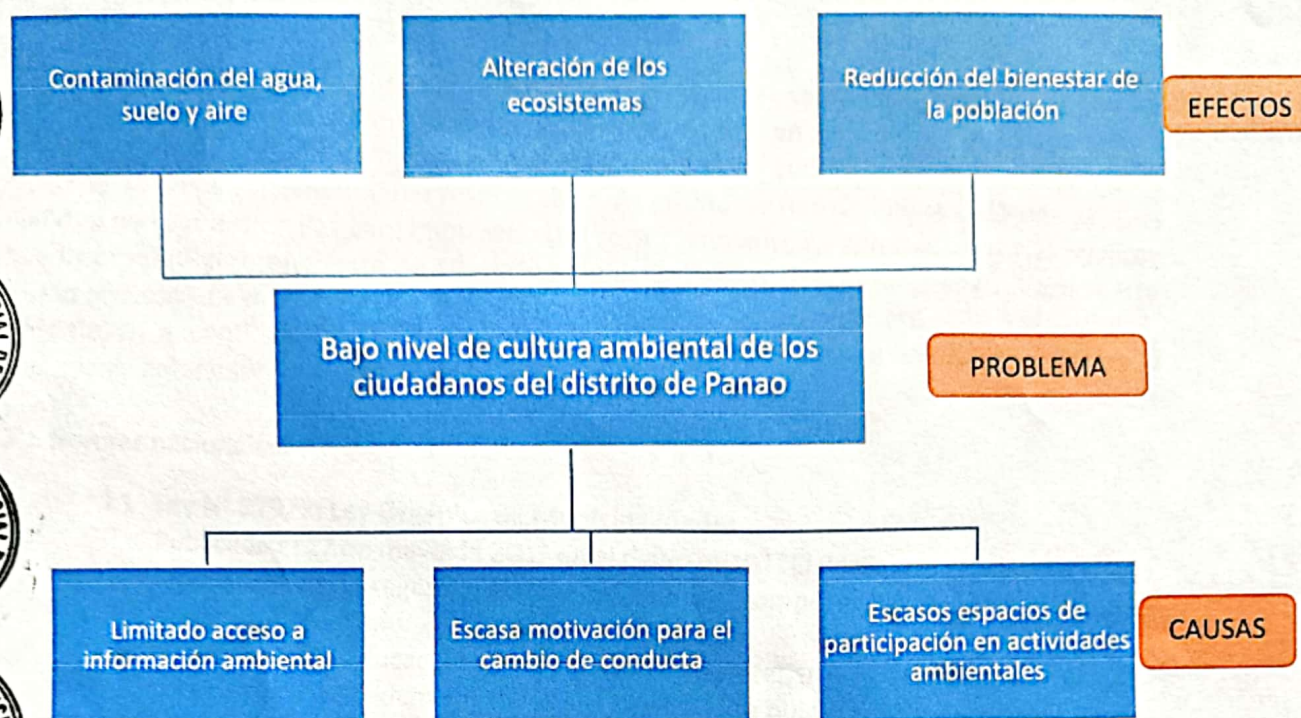 Contaminación del agua,
suelo y aire
Alteración de los
ecosistemas
Reducción del bienestar de
la población
EFECTOS
Bajo nivel de cultura ambiental de los
ciudadanos del distrito de Panao
PROBLEMA
Limitado acceso a
información ambiental
Escasa motivación para el
cambio de conducta
Escasos espacios de
participación en actividades
ambientales
CAUSAS